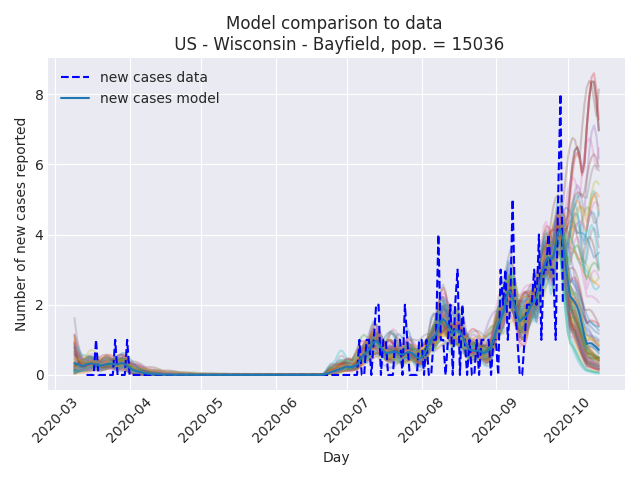 Model comparison to data
US - Wisconsin - Bayfield, pop. = 15036
new cases data
new cases model
Number of new cases reported
8
6
4
2
0
2020-03
2020-04
2020-05
2020-06
2020-07
2020-08
2020-09
2020-10
Day